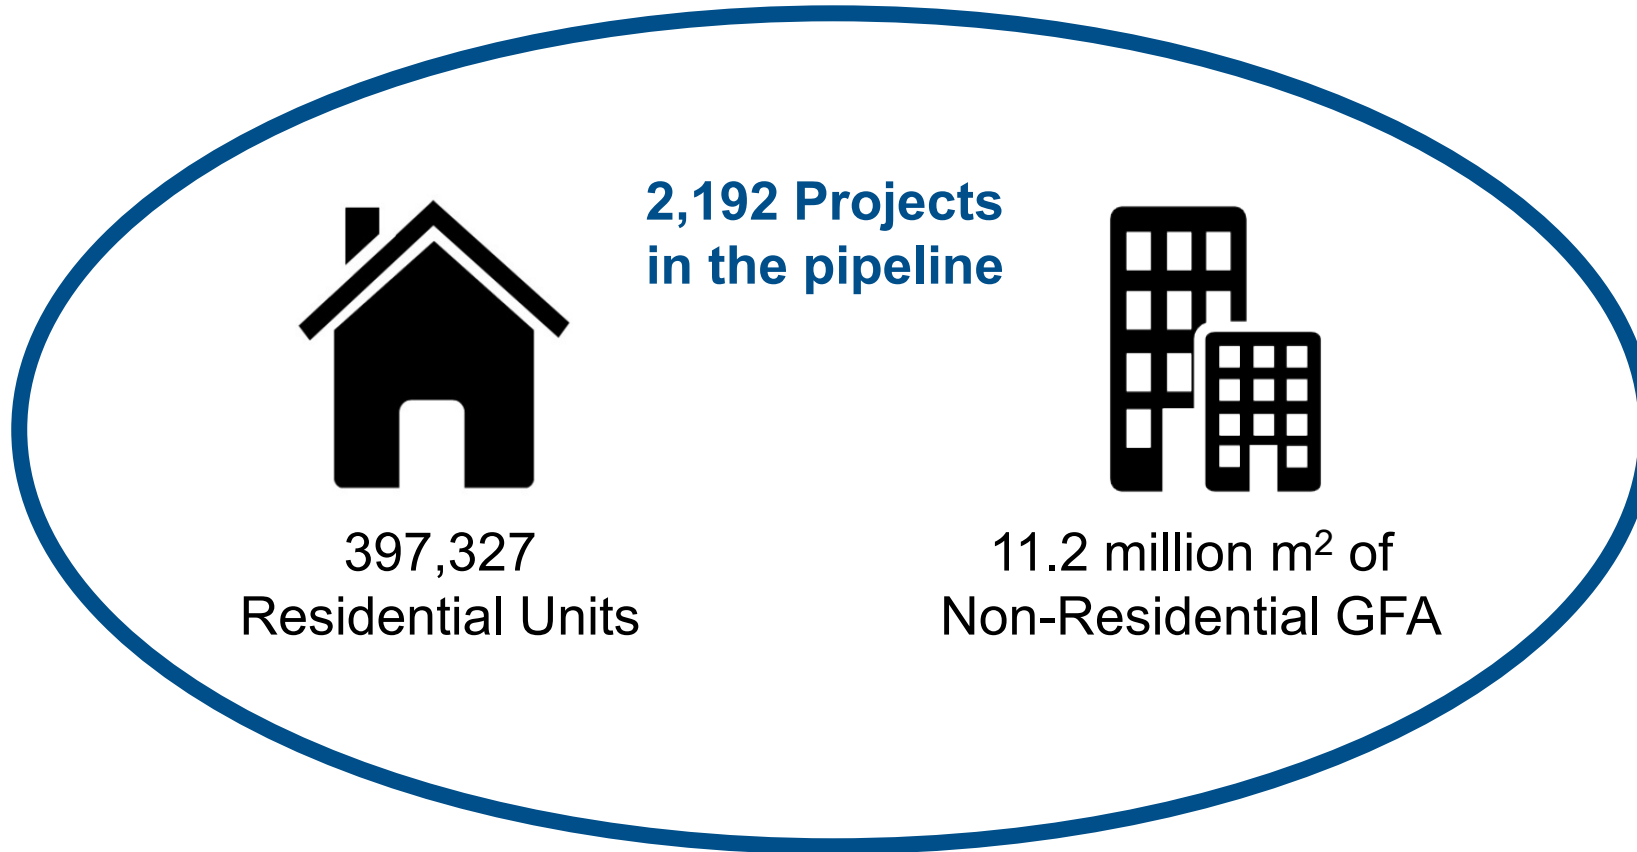 2,192 Projects
in the pipeline
397,327
Residential Units
11.2 million m² of
Non-Residential GFA